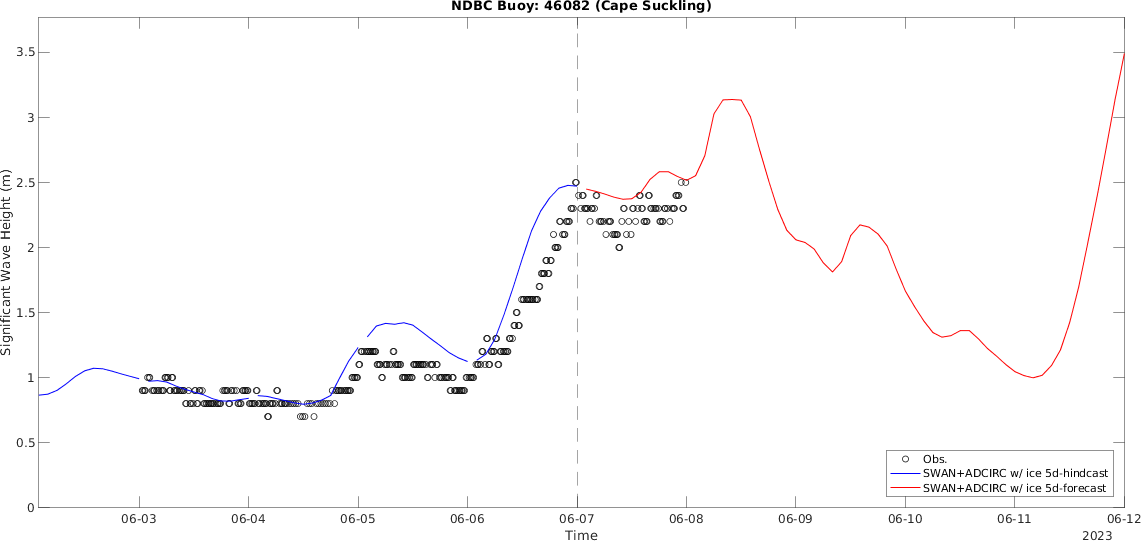 NDBC Buoy: 46082 (Cape Suckling)
3.5
3
2.5
2
1.5
1
0.5
0
Significant Wave Height (m)
Obs.
SWAN+ADCIRC w/ ice 5d-hindcast
SWAN+ADCIRC w/ ice 5d-forecast
06-03 06-04 06-05 06-06 06-07 06-08 06-09 06-10 06-11 06-12
Time
2023